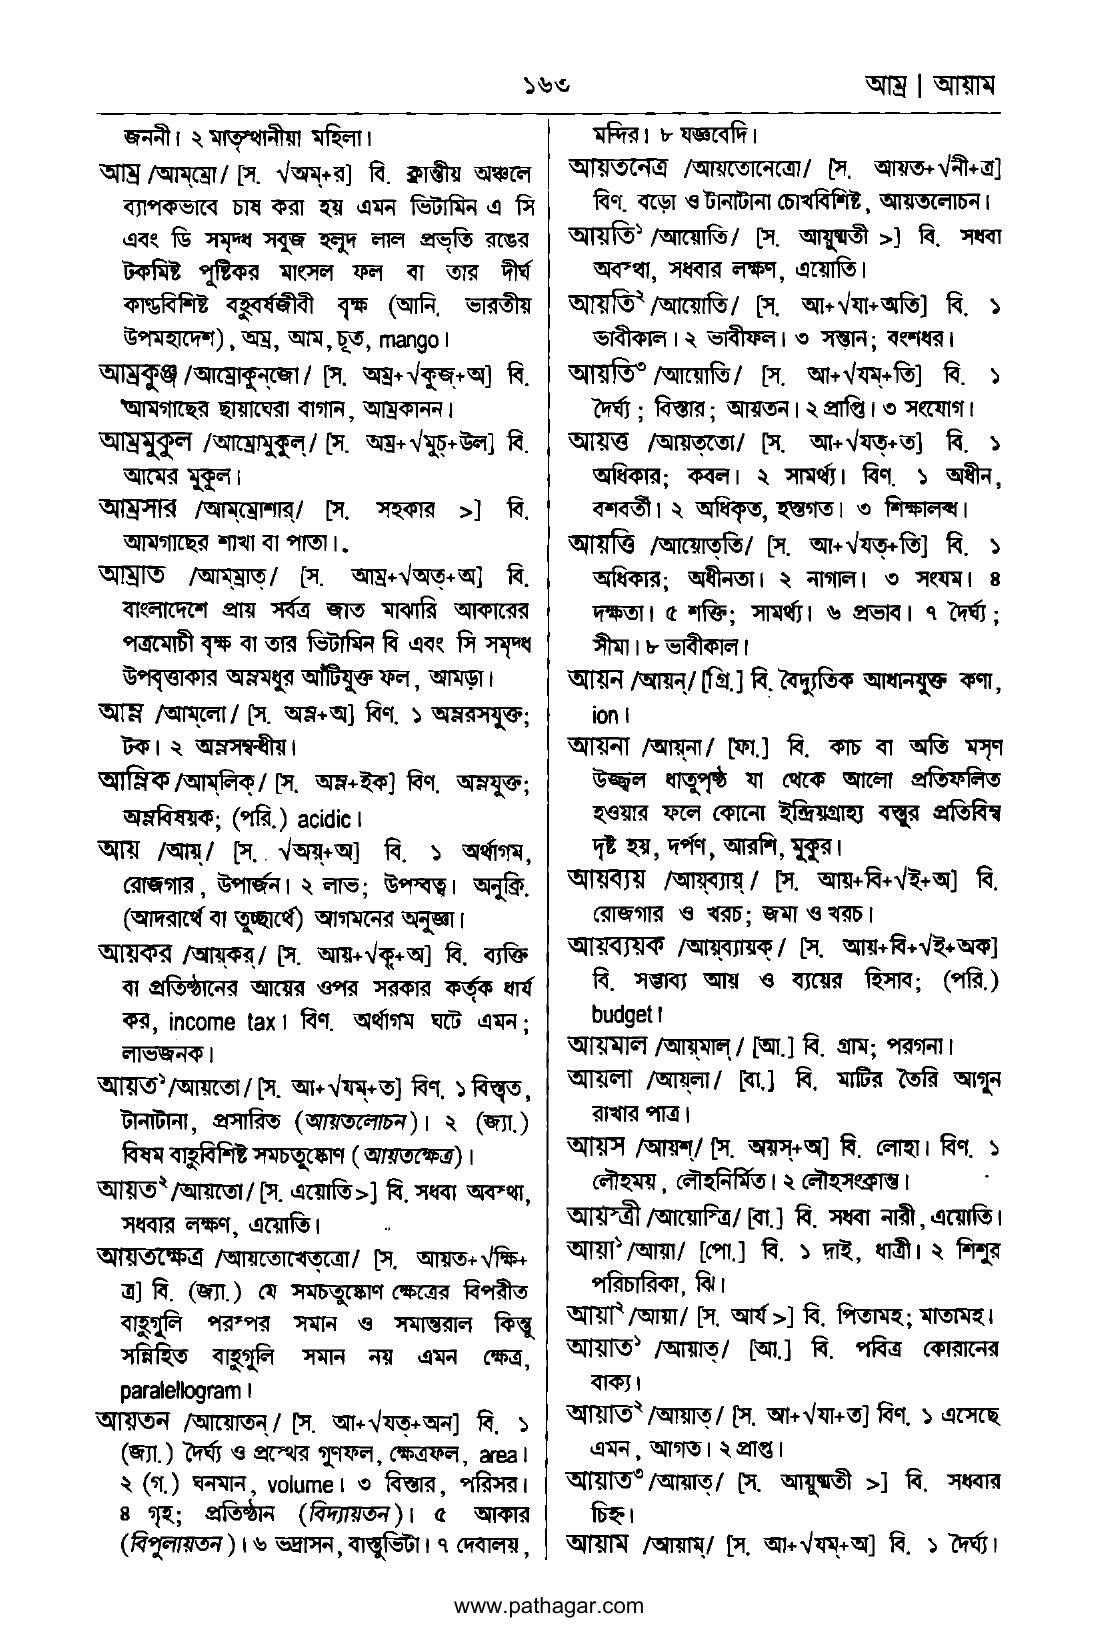 ১৬৩
আম্র | আয়াম
জননী। ২ মাতৃস্থানীয়া মহিলা।
আম্র /আম্‌ম্রো/ [স. √অম্+র] বি. ক্রান্তীয় অঞ্চলে
ব্যাপকভাবে চাষ করা হয় এমন ভিটামিন এ সি
এবং ডি সমৃদ্ধ সবুজ হলুদ লাল প্রভৃতি রঙের
টকমিষ্ট পুষ্টিকর মাংসল ফল বা তার দীর্ঘ
কাণ্ডবিশিষ্ট বহুবর্ষজীবী বৃক্ষ (আনি. ভারতীয়
উপমহাদেশ), অম্র, আম, চূত, mango।
আম্রকুঞ্জ /আম্রোকুন্‌জো/ [স. অম্র+√কুজ্+অ] বি.
আমগাছের ছায়াঘেরা বাগান, আম্রকানন।
আম্রমুকুল /আম্রোমুকুল্/ [স. অম্র+√মুচ্+উল] বি.
আমের মুকুল।
আম্রসার /আম্‌ম্রোশার্/ [স. সহকার >] বি.
আমগাছের শাখা বা পাতা।
আম্রাত /আম্‌ম্রাত্/ [স. আম্র+√অত্+অ] বি.
বাংলাদেশে প্রায় সর্বত্র জাত মাঝারি আকারের
পত্রমোচী বৃক্ষ বা তার ভিটামিন বি এবং সি সমৃদ্ধ
উপবৃত্তাকার অম্লমধুর আঁটিযুক্ত ফল, আমড়া।
আম্ল /আম্‌লো/ [স. অম্ল+অ] বিণ. ১ অম্লরসযুক্ত;
টক। ২ অম্লসম্বন্ধীয়।
আম্লিক /আম্‌লিক্/ [স. অম্ল+ইক] বিণ. অম্লযুক্ত;
অম্লবিষয়ক; (পরি.) acidic।
আয় /আয়্/ [স. √অয়্+অ] বি. ১ অর্থাগম,
রোজগার, উপার্জন। ২ লাভ; উপস্বত্ব। অনুক্রি.
(আদরার্থে বা তুচ্ছার্থে) আগমনের অনুজ্ঞা।
আয়কর /আয়্‌কর্/ [স. আয়+√কৃ+অ] বি. ব্যক্তি
বা প্রতিষ্ঠানের আয়ের ওপর সরকার কর্তৃক ধার্য
কর, income tax। বিণ. অর্থাগম ঘটে এমন;
লাভজনক।
আয়ত১ /আয়তো/ [স. আ+√যম্+ত] বিণ. ১ বিস্তৃত,
টানাটানা, প্রসারিত (আয়তলোচন)। ২ (জ্যা.)
বিষম বাহুবিশিষ্ট সমচতুষ্কোণ (আয়তক্ষেত্র)।
আয়ত২ /আয়তো/ [স. এয়োতি>] বি. সধবা অবস্থা,
সধবার লক্ষণ, এয়োতি।
আয়তক্ষেত্র /আয়তোখেত্‌ত্রো/ [স. আয়ত+√ক্ষি+
ত্র] বি. (জ্যা.) যে সমচতুষ্কোণ ক্ষেত্রের বিপরীত
বাহুগুলি পরস্পর সমান ও সমান্তরাল কিন্তু
সন্নিহিত বাহুগুলি সমান নয় এমন ক্ষেত্র,
paralellogram।
আয়তন /আয়োতন্/ [স. আ+√যত্+অন] বি. ১
(জ্যা.) দৈর্ঘ্য ও প্রস্থের গুণফল, ক্ষেত্রফল, area।
২ (গ.) ঘনমান, volume। ৩ বিস্তার, পরিসর।
৪ গৃহ; প্রতিষ্ঠান (বিদ্যায়তন)। ৫ আকার
(বিপুলায়তন)। ৬ ভদ্রাসন, বাস্তুভিটা। ৭ দেবালয়,
মন্দির। ৮ যজ্ঞবেদি।
আয়তনেত্র /আয়তোনেত্রো/ [স. আয়ত+√নী+ত্র]
বিণ. বড়ো ও টানাটানা চোখবিশিষ্ট, আয়তলোচন।
আয়তি১ /আয়োতি/ [স. আয়ুষ্মতী >] বি. সধবা
অবস্থা, সধবার লক্ষণ, এয়োতি।
আয়তি২ /আয়োতি/ [স. আ+√যা+অতি] বি. ১
ভাবীকাল। ২ ভাবীফল। ৩ সন্তান; বংশধর।
আয়তি৩ /আয়োতি/ [স. আ+√যম্+তি] বি. ১
দৈর্ঘ্য; বিস্তার; আয়তন। ২ প্রাপ্তি। ৩ সংযোগ।
আয়ত্ত /আয়ত্‌তো/ [স. আ+√যত্+ত] বি. ১
অধিকার; কবল। ২ সামর্থ্য। বিণ. ১ অধীন,
বশবর্তী। ২ অধিকৃত, হস্তগত। ৩ শিক্ষালব্ধ।
আয়ত্তি /আয়োত্‌তি/ [স. আ+√যত্+তি] বি. ১
অধিকার; অধীনতা। ২ নাগাল। ৩ সংযম। ৪
দক্ষতা। ৫ শক্তি; সামর্থ্য। ৬ প্রভাব। ৭ দৈর্ঘ্য;
সীমা। ৮ ভাবীকাল।
আয়ন /আয়ন্/ [গ্রি.] বি. বৈদ্যুতিক আধানযুক্ত কণা,
ion।
আয়না /আয়্‌না/ [ফা.] বি. কাচ বা অতি মসৃণ
উজ্জ্বল ধাতুপৃষ্ঠ যা থেকে আলো প্রতিফলিত
হওয়ার ফলে কোনো ইন্দ্রিয়গ্রাহ্য বস্তুর প্রতিবিম্ব
দৃষ্ট হয়, দর্পণ, আরশি, মুকুর।
আয়ব্যয় /আয়্‌ব্যায়্/ [স. আয়+বি+√ই+অ] বি.
রোজগার ও খরচ; জমা ও খরচ।
আয়ব্যয়ক /আয়্‌ব্যায়ক্/ [স. আয়+বি+√ই+অক]
বি. সম্ভাব্য আয় ও ব্যয়ের হিসাব; (পরি.)
budget।
আয়মাল /আয়্‌মাল্/ [আ.] বি. গ্রাম; পরগনা।
আয়লা /আয়্‌লা/ [বা.] বি. মাটির তৈরি আগুন
রাখার পাত্র।
আয়স /আয়শ্/ [স. অয়স্+অ] বি. লোহা। বিণ. ১
লৌহময়, লৌহনির্মিত। ২ লৌহসংক্রান্ত।
আয়স্ত্রী /আয়োস্ত্রি/ [বা.] বি. সধবা নারী, এয়োতি।
আয়া১ /আয়া/ [পো.] বি. ১ দাই, ধাত্রী। ২ শিশুর
পরিচারিকা, ঝি।
আয়া২ /আয়া/ [স. আর্য >] বি. পিতামহ; মাতামহ।
আয়াত১ /আয়াত্/ [আ.] বি. পবিত্র কোরানের
বাক্য।
আয়াত২ /আয়াত্/ [স. আ+√যা+ত] বিণ. ১ এসেছে
এমন, আগত। ২ প্রাপ্ত।
আয়াত৩ /আয়াত্/ [স. আয়ুষ্মতী >] বি. সধবার
চিহ্ন।
আয়াম /আয়াম্/ [স. আ+√যম্+অ] বি. ১ দৈর্ঘ্য।
www.pathagar.com